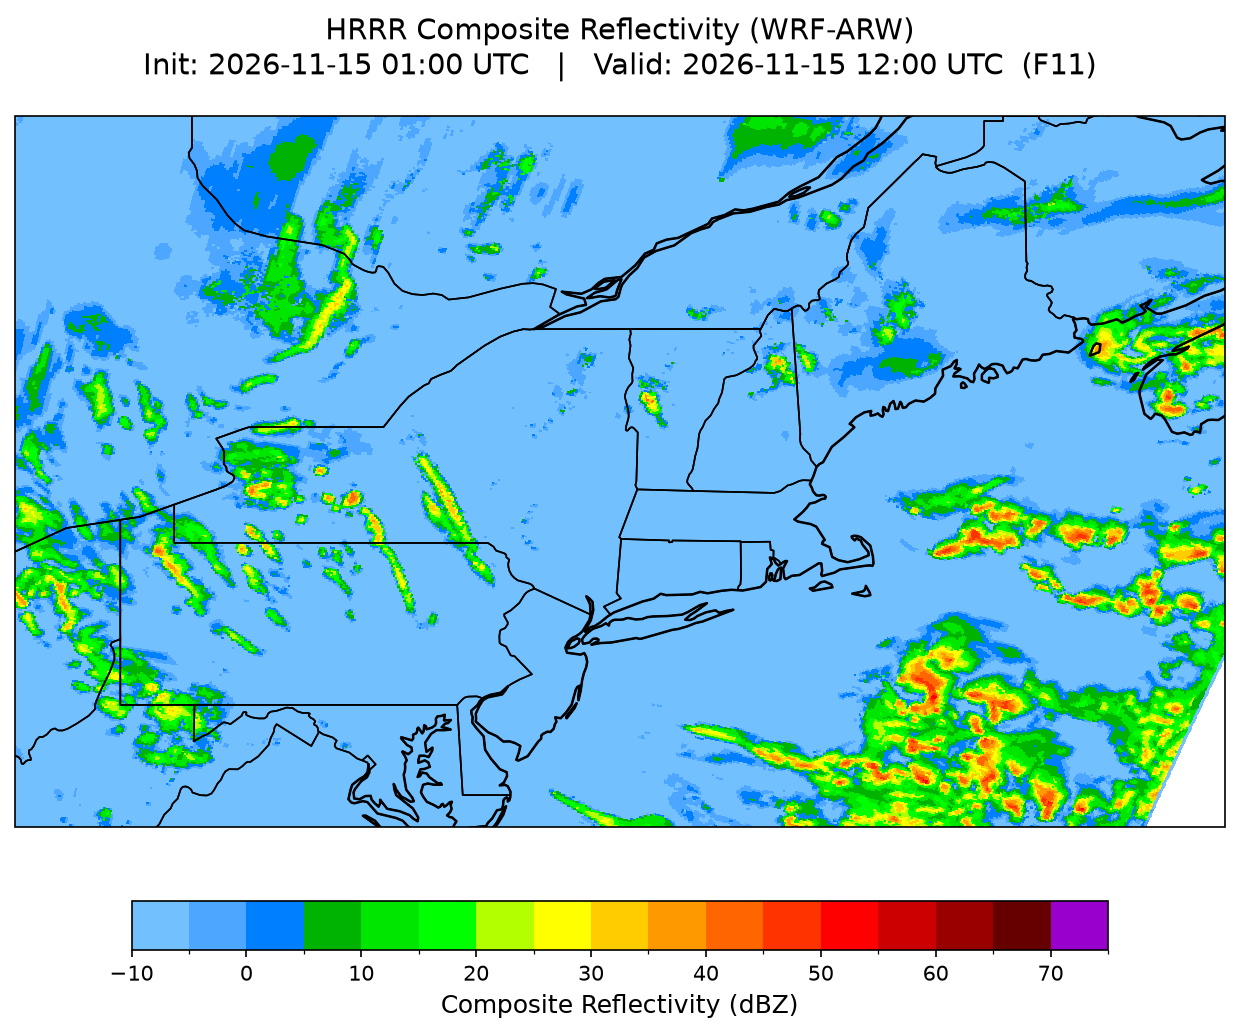 HRRR Composite Reflectivity (WRF-ARW)
Init: 2026-11-15 01:00 UTC | Valid: 2026-11-15 12:00 UTC (F11)
−10 0 10 20 30 40 50 60 70
Composite Reflectivity (dBZ)